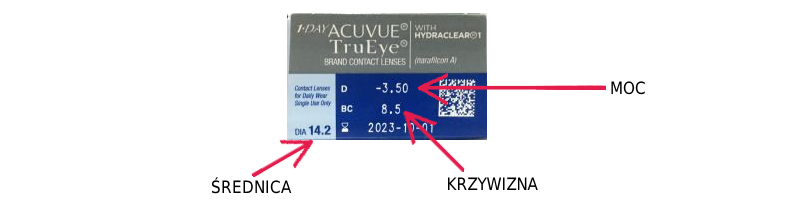 1·DAY ACUVUE® WITH
HYDRACLEAR®1
TruEye®
BRAND CONTACT LENSES (narafilcon A)
Contact Lenses
for Daily Wear
Single Use Only
D -3.50
BC 8.5
2023-10-01
DIA 14.2
MOC
ŚREDNICA
KRZYWIZNA